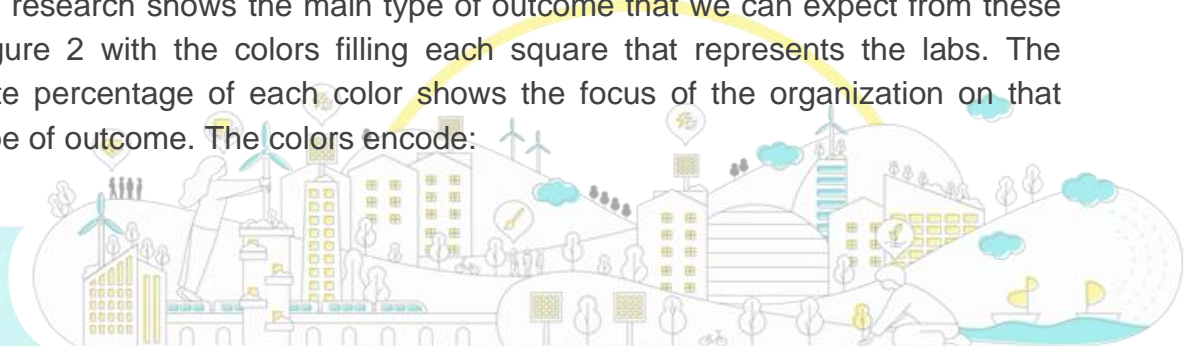 research shows the main type of outcome that we can expect from these
2 with the colors filling each square that represents the labs. The
percentage of each color shows the focus of the organization on that
of outcome. The colors encode: